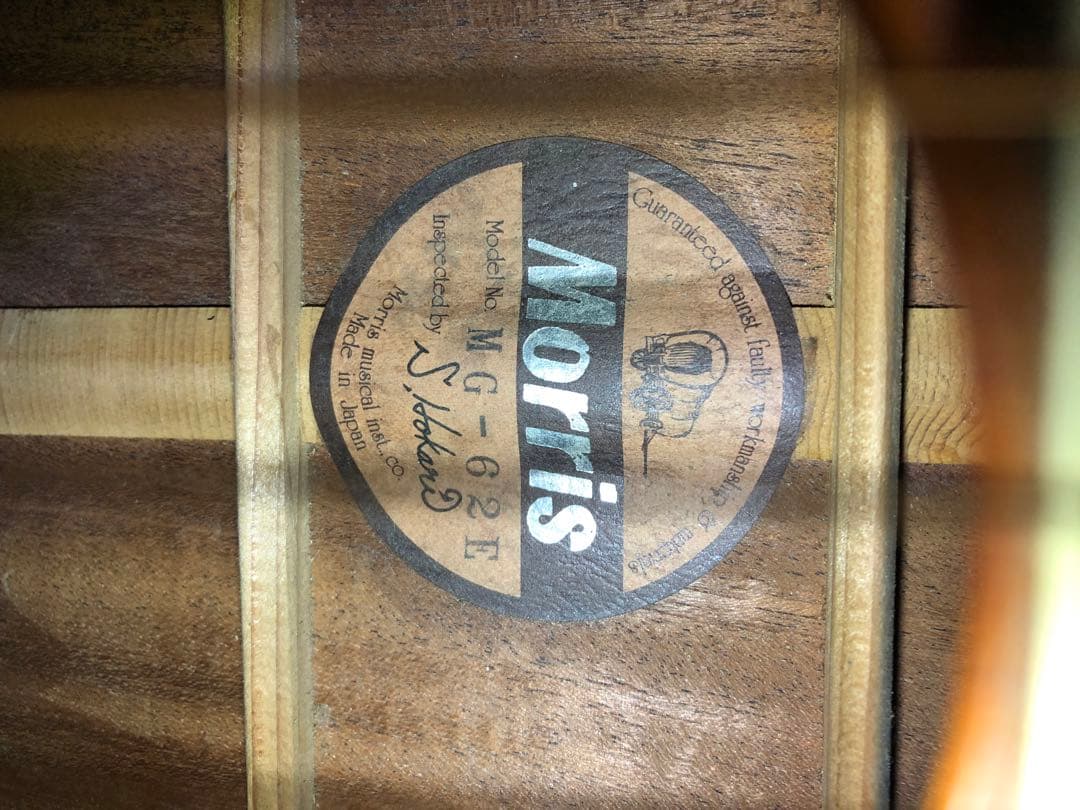 Guaranteed against faulty workmanship & materials
Morris
Model No. MG-62E
Inspected by S. Hokari
Morris musical inst., co.
Made in Japan